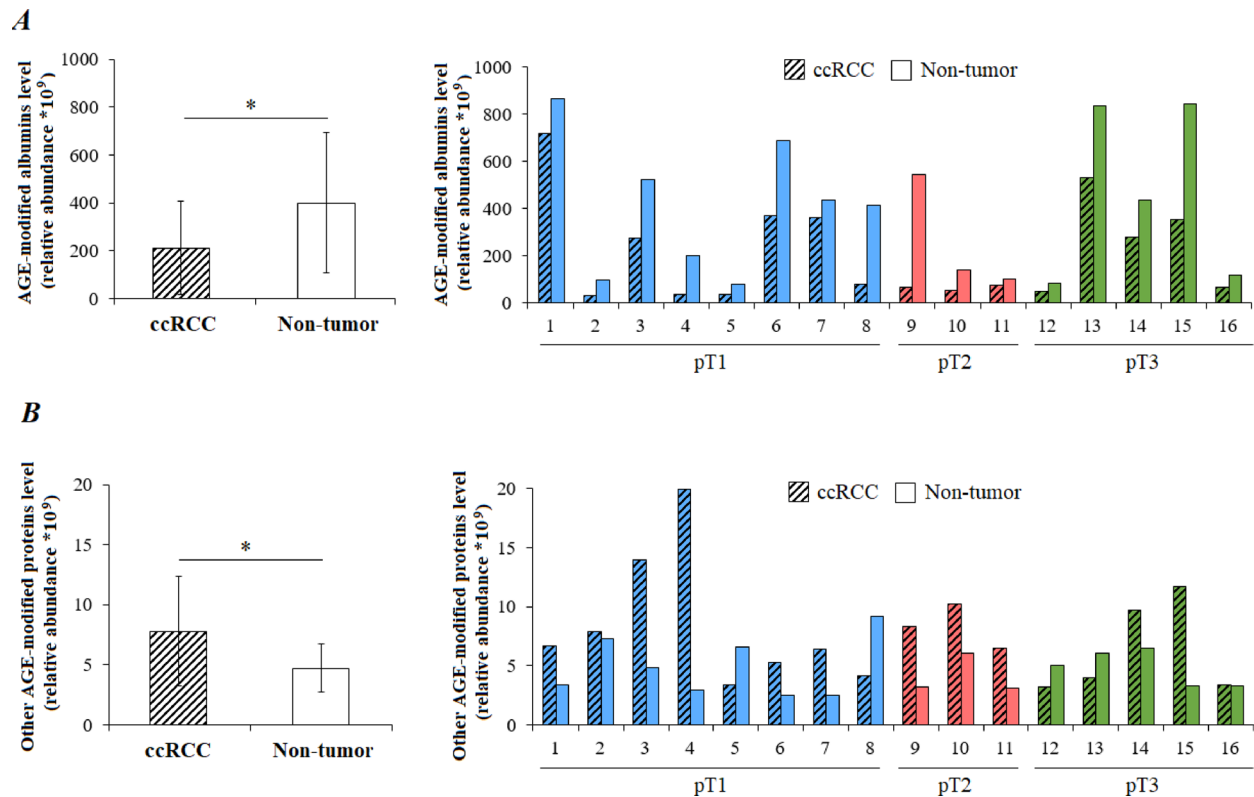 A
AGE-modified albumins level
(relative abundance *10⁹)
1000
800
600
400
200
0
*
ccRCC
Non-tumor
AGE-modified albumins level
(relative abundance *10⁹)
1000
800
600
400
200
0
ccRCC Non-tumor
1 2 3 4 5 6 7 8 9 10 11 12 13 14 15 16
pT1 pT2 pT3
B
Other AGE-modified proteins level
(relative abundance *10⁹)
20
15
10
5
0
*
ccRCC
Non-tumor
Other AGE-modified proteins level
(relative abundance *10⁹)
20
15
10
5
0
ccRCC Non-tumor
1 2 3 4 5 6 7 8 9 10 11 12 13 14 15 16
pT1 pT2 pT3